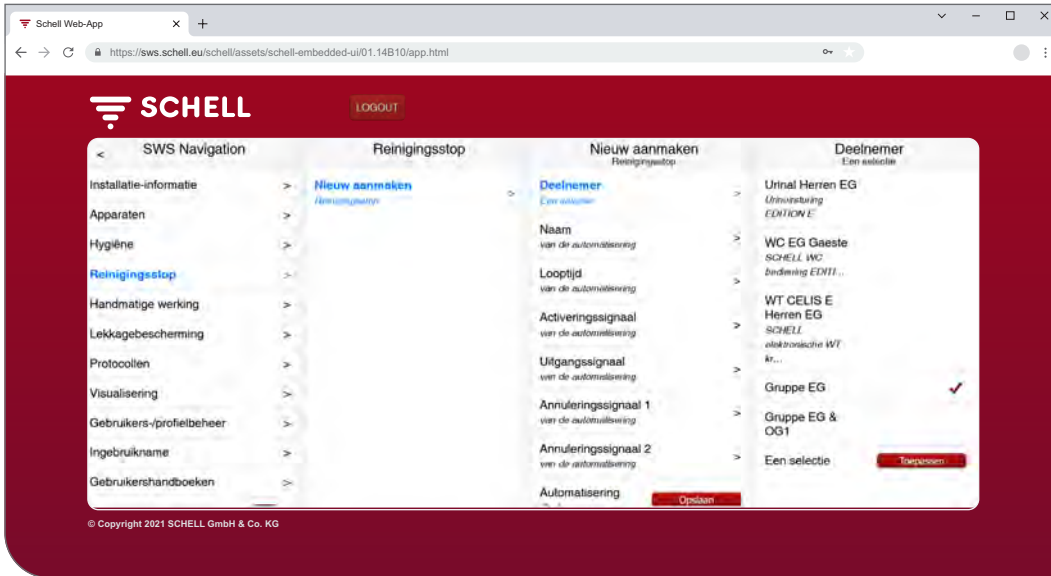 Schell Web-App
https://sws.schell.eu/schell/assets/schell-embedded-ui/01.14B10/app.html
SCHELL
LOGOUT
< SWS Navigation
Installatie-informatie >
Apparaten >
Hygiëne >
Reinigingsstop >
Handmatige werking >
Lekkagebescherming >
Protocollen >
Visualisering >
Gebruikers-/profielbeheer >
Ingebruikname >
Gebruikershandboeken >
Reinigingsstop
Nieuw aanmaken >
Reinigingsstop
Nieuw aanmaken
Reinigingsstop
Deelnemer >
Een selectie
Naam >
van de automatisering
Looptijd >
van de automatisering
Activeringssignaal >
van de automatisering
Uitgangssignaal >
van de automatisering
Annuleringssignaal 1 >
van de automatisering
Annuleringssignaal 2 >
van de automatisering
Automatisering
Opslaan
Deelnemer
Een selectie
Urinal Herren EG
Urinoirsturing
EDITION E
WC EG Gaeste
SCHELL WC
bediening EDITI...
WT CELIS E
Herren EG
SCHELL
elektronische WT
kr...
Gruppe EG
Gruppe EG &
OG1
Een selectie
Toepassen
© Copyright 2021 SCHELL GmbH & Co. KG